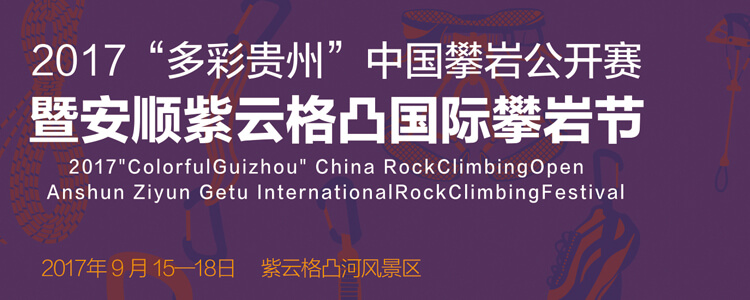 2017“多彩贵州”中国攀岩公开赛
暨安顺紫云格凸国际攀岩节
2017"ColorfulGuizhou" China RockClimbingOpen
Anshun Ziyun Getu InternationalRockClimbingFestival
2017年9月15—18日 紫云格凸河风景区